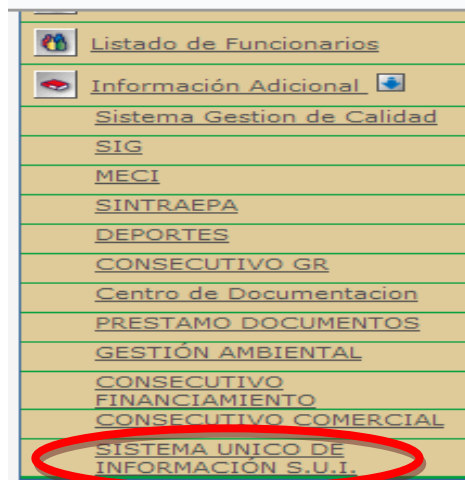 Listado de Funcionarios
Información Adicional
Sistema Gestion de Calidad
SIG
MECI
SINTRAEPA
DEPORTES
CONSECUTIVO GR
Centro de Documentacion
PRESTAMO DOCUMENTOS
GESTIÓN AMBIENTAL
CONSECUTIVO
FINANCIAMIENTO
CONSECUTIVO COMERCIAL
SISTEMA UNICO DE
INFORMACIÓN S.U.I.